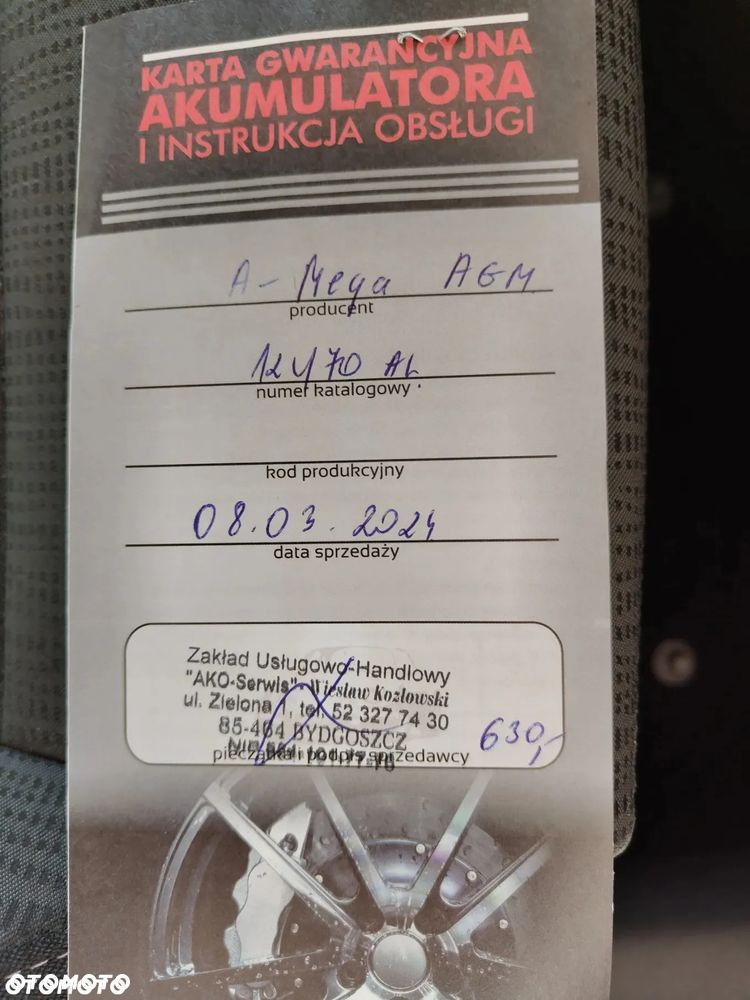 KARTA GWARANCYJNA
AKUMULATORA
I INSTRUKCJA OBSŁUGI
A- Mega AGM
producent
12V70 AL
numer katalogowy
kod produkcyjny
08.03.2024
data sprzedaży
Zakład Usługowo-Handlowy
"AKO-Serwis" Wiesław Kozłowski
ul. Zielona 1, tel. 52 327 74 30
85-464 BYDGOSZCZ
630,-
pieczątka i podpis sprzedawcy
OTOMOTO